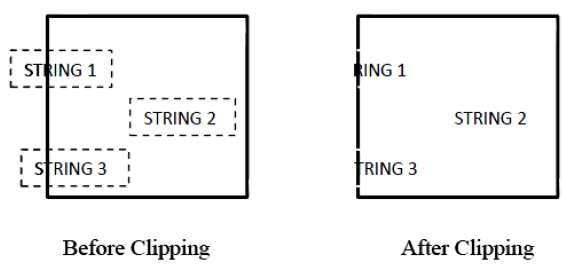 STRING 1
STRING 2
STRING 3
Before Clipping
RING 1
STRING 2
TRING 3
After Clipping